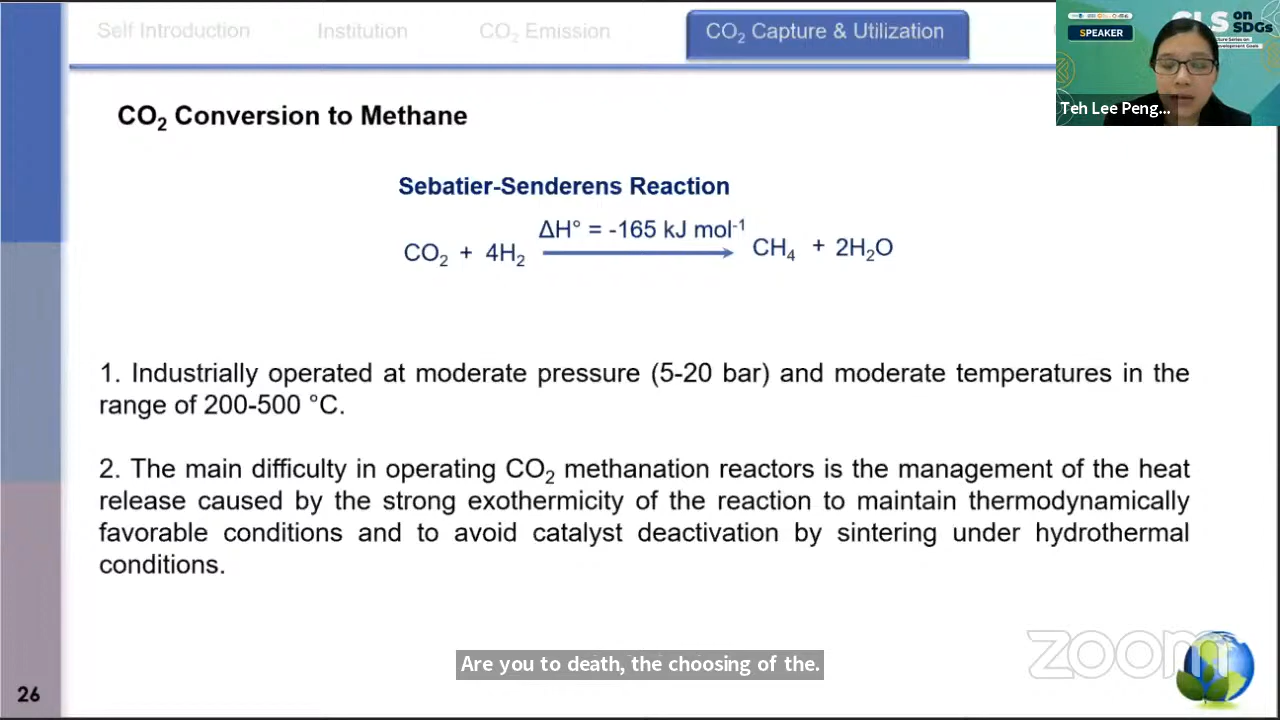 Self Introduction
Institution
CO₂ Emission
CO₂ Capture & Utilization
CLS on SDGs
SPEAKER
Teh Lee Peng...
CO₂ Conversion to Methane
Sebatier-Senderens Reaction
ΔH° = -165 kJ mol⁻¹
CO₂ + 4H₂ CH₄ + 2H₂O
1. Industrially operated at moderate pressure (5-20 bar) and moderate temperatures in the
range of 200-500 °C.
2. The main difficulty in operating CO₂ methanation reactors is the management of the heat
release caused by the strong exothermicity of the reaction to maintain thermodynamically
favorable conditions and to avoid catalyst deactivation by sintering under hydrothermal
conditions.
Are you to death, the choosing of the.
zoom
26